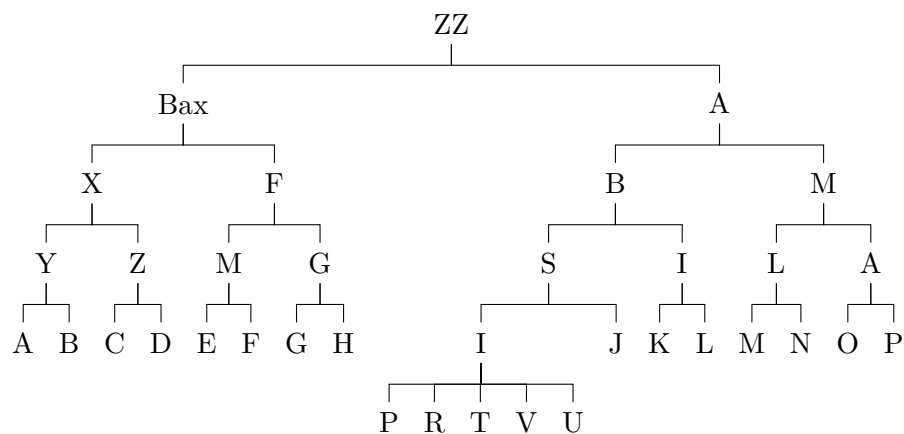 ZZ
Bax A
X F B M
Y Z M G S I L A
A B C D E F G H I J K L M N O P
P R T V U